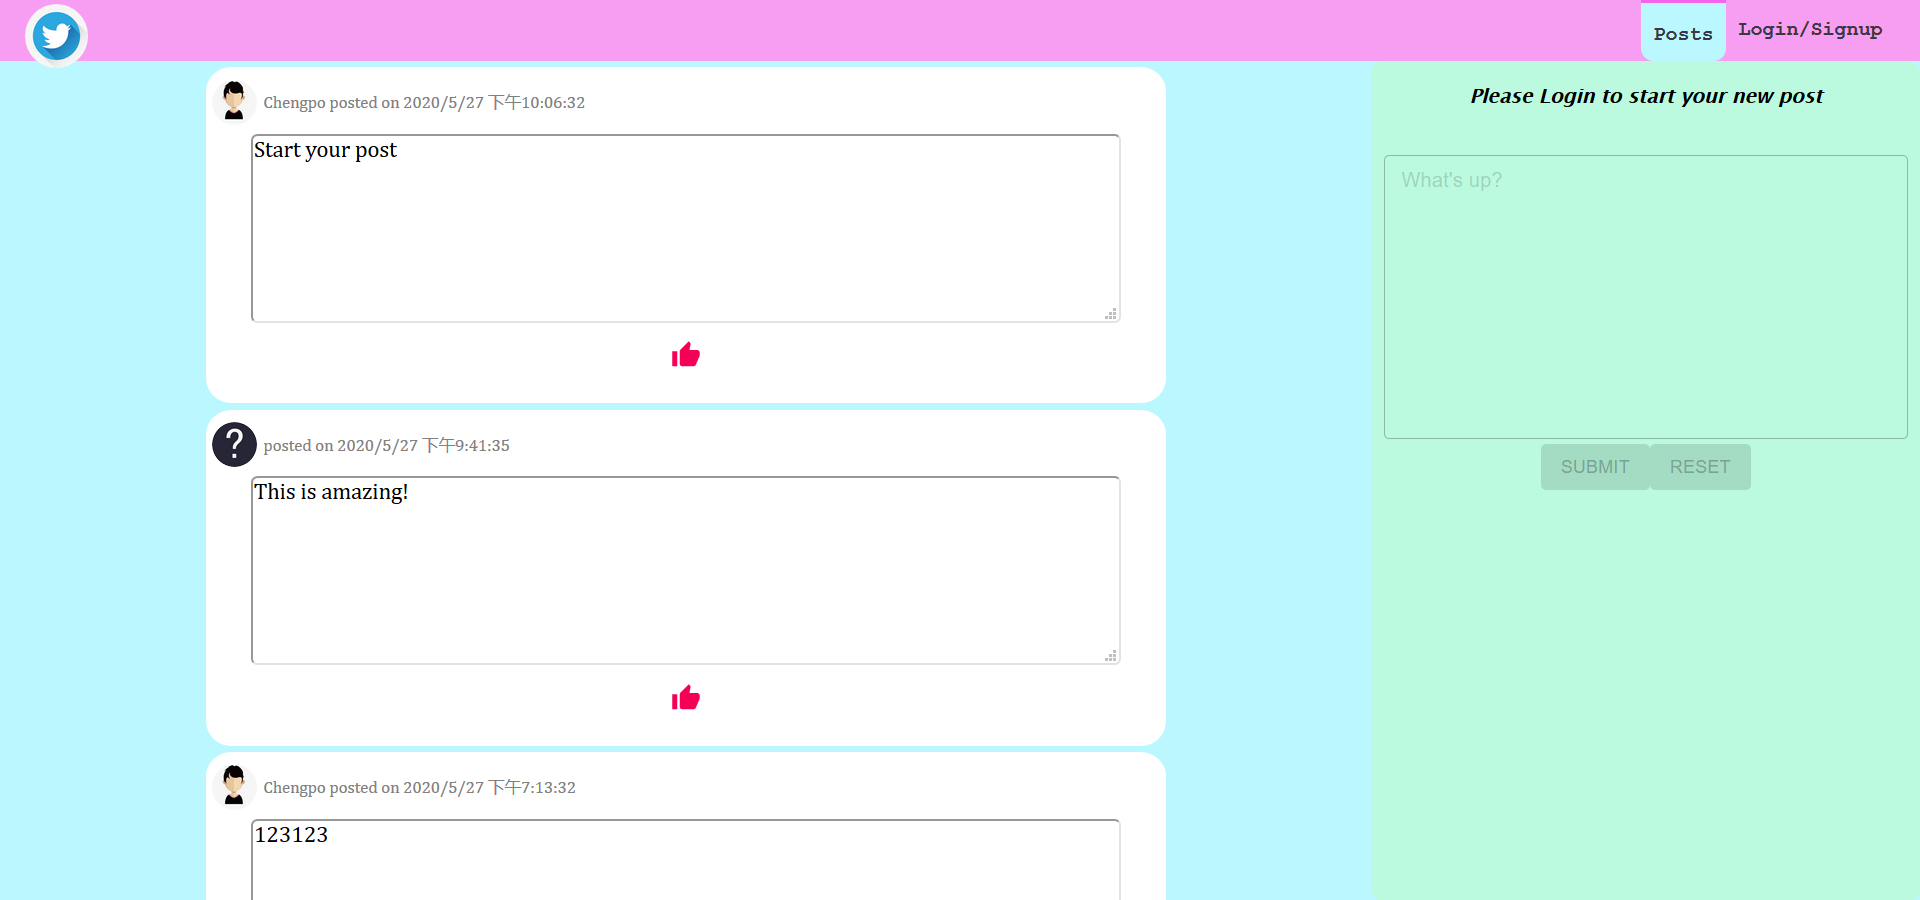 Posts
Login/Signup
Chengpo posted on 2020/5/27 下午10:06:32
Start your post
?
posted on 2020/5/27 下午9:41:35
This is amazing!
Chengpo posted on 2020/5/27 下午7:13:32
123123
Please Login to start your new post
What's up?
SUBMIT
RESET